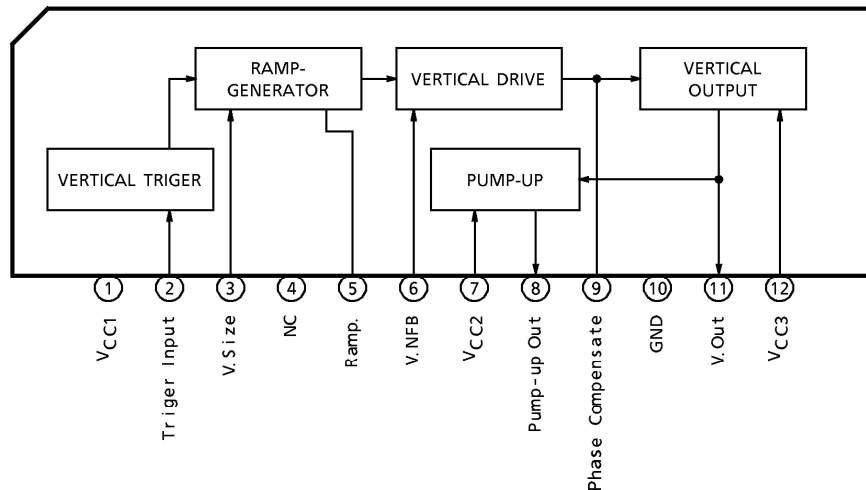 RAMP-
GENERATOR
VERTICAL DRIVE
VERTICAL
OUTPUT
VERTICAL TRIGER
PUMP-UP
1
2
3
4
5
6
7
8
9
10
11
12
VCC1
Triger Input
V.Size
NC
Ramp.
V.NFB
VCC2
Pump-up Out
Phase Compensate
GND
V.Out
VCC3